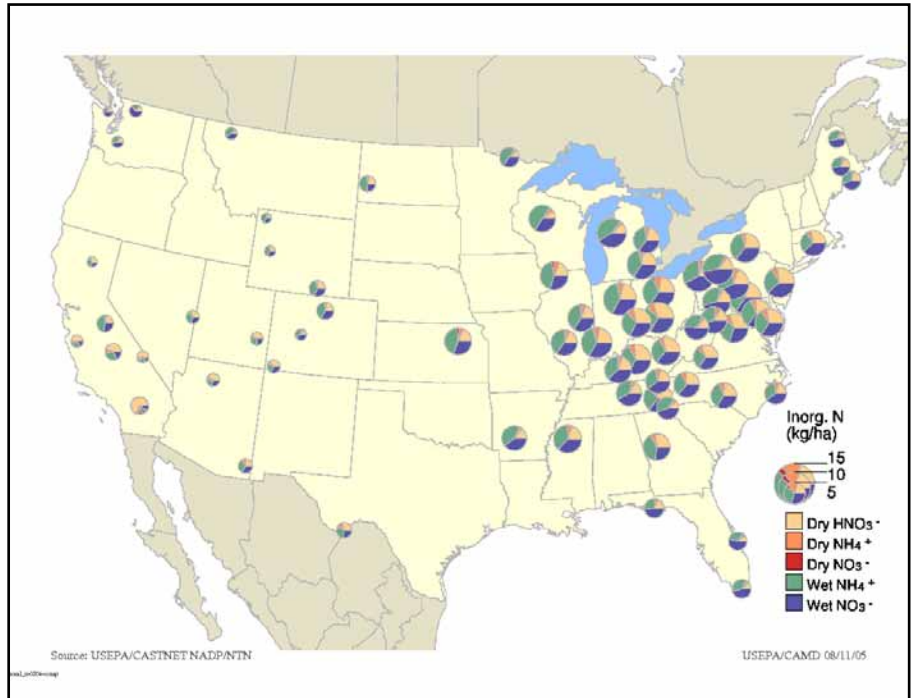 Inorg. N
(kg/ha)
15
10
5
Dry HNO₃⁻
Dry NH₄⁺
Dry NO₃⁻
Wet NH₄⁺
Wet NO₃⁻
Source: USEPA/CASTNET NADP/NTN
USEPA/CAMD 08/11/05